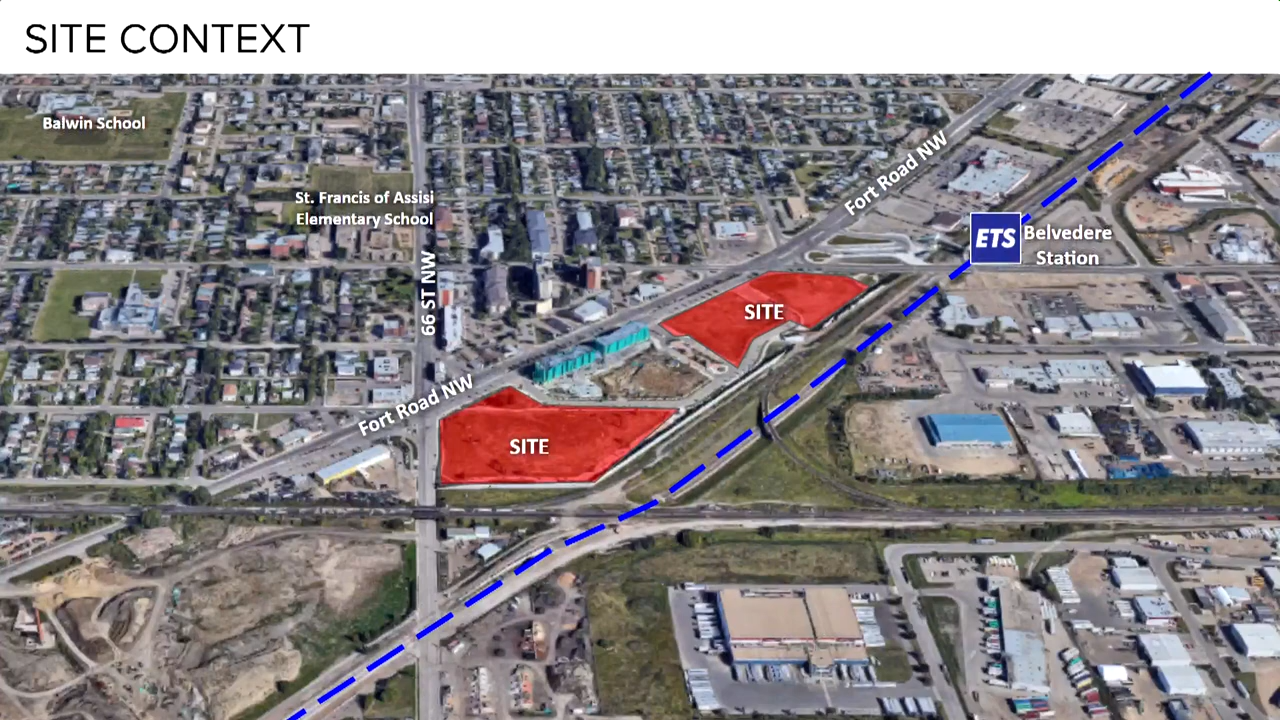 SITE CONTEXT
Balwin School
St. Francis of Assisi
Elementary School
66 ST NW
Fort Road NW
Fort Road NW
ETS
Belvedere
Station
SITE
SITE